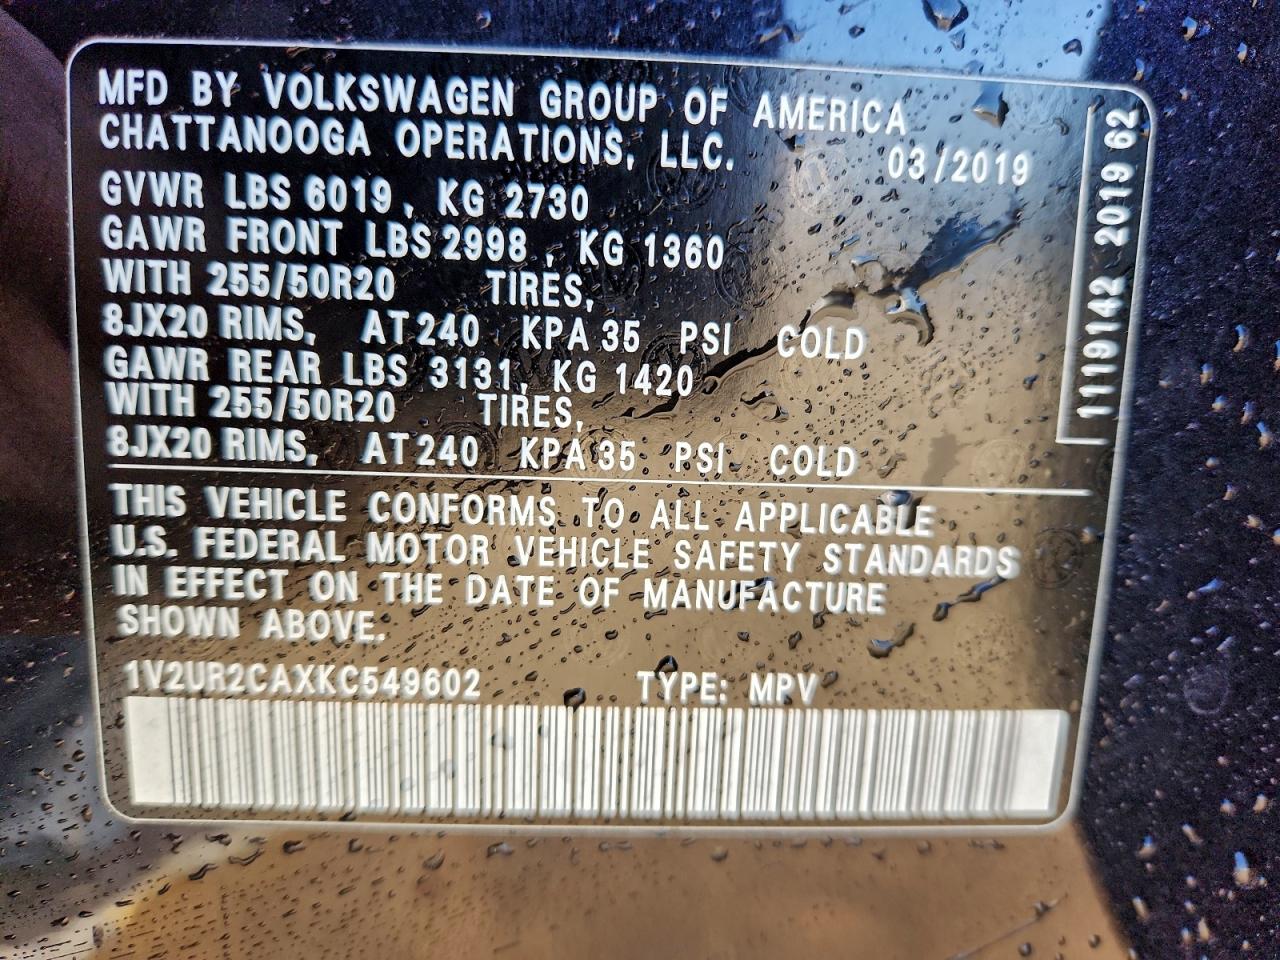 MFD BY VOLKSWAGEN GROUP OF AMERICA
CHATTANOOGA OPERATIONS, LLC.
03/2019
GVWR LBS 6019, KG 2730
GAWR FRONT LBS 2998, KG 1360
WITH 255/50R20 TIRES,
8JX20 RIMS, AT 240 KPA 35 PSI COLD
GAWR REAR LBS 3131, KG 1420
WITH 255/50R20 TIRES,
8JX20 RIMS, AT 240 KPA 35 PSI COLD
THIS VEHICLE CONFORMS TO ALL APPLICABLE
U.S. FEDERAL MOTOR VEHICLE SAFETY STANDARDS
IN EFFECT ON THE DATE OF MANUFACTURE
SHOWN ABOVE.
1V2UR2CAXKC549602 TYPE: MPV
1119142 2019 62